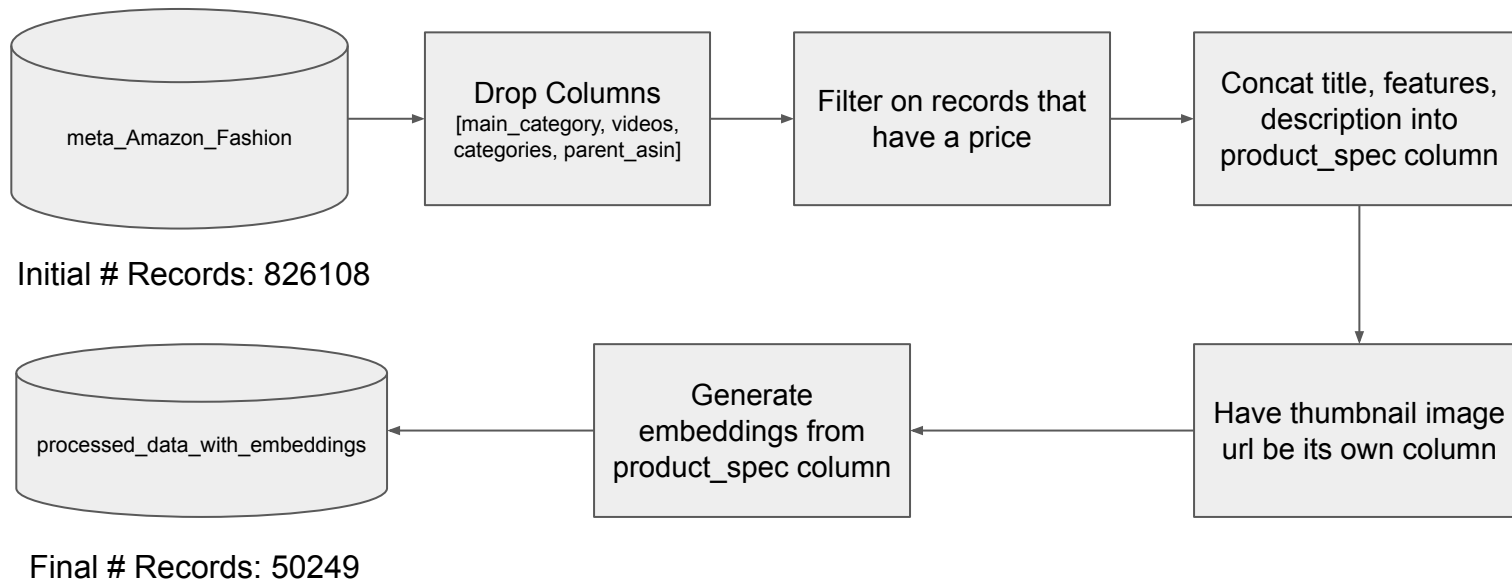 meta_Amazon_Fashion
Drop Columns
[main_category, videos,
categories, parent_asin]
Filter on records that
have a price
Concat title, features,
description into
product_spec column
Initial # Records: 826108
Have thumbnail image
url be its own column
Generate
embeddings from
product_spec column
processed_data_with_embeddings
Final # Records: 50249